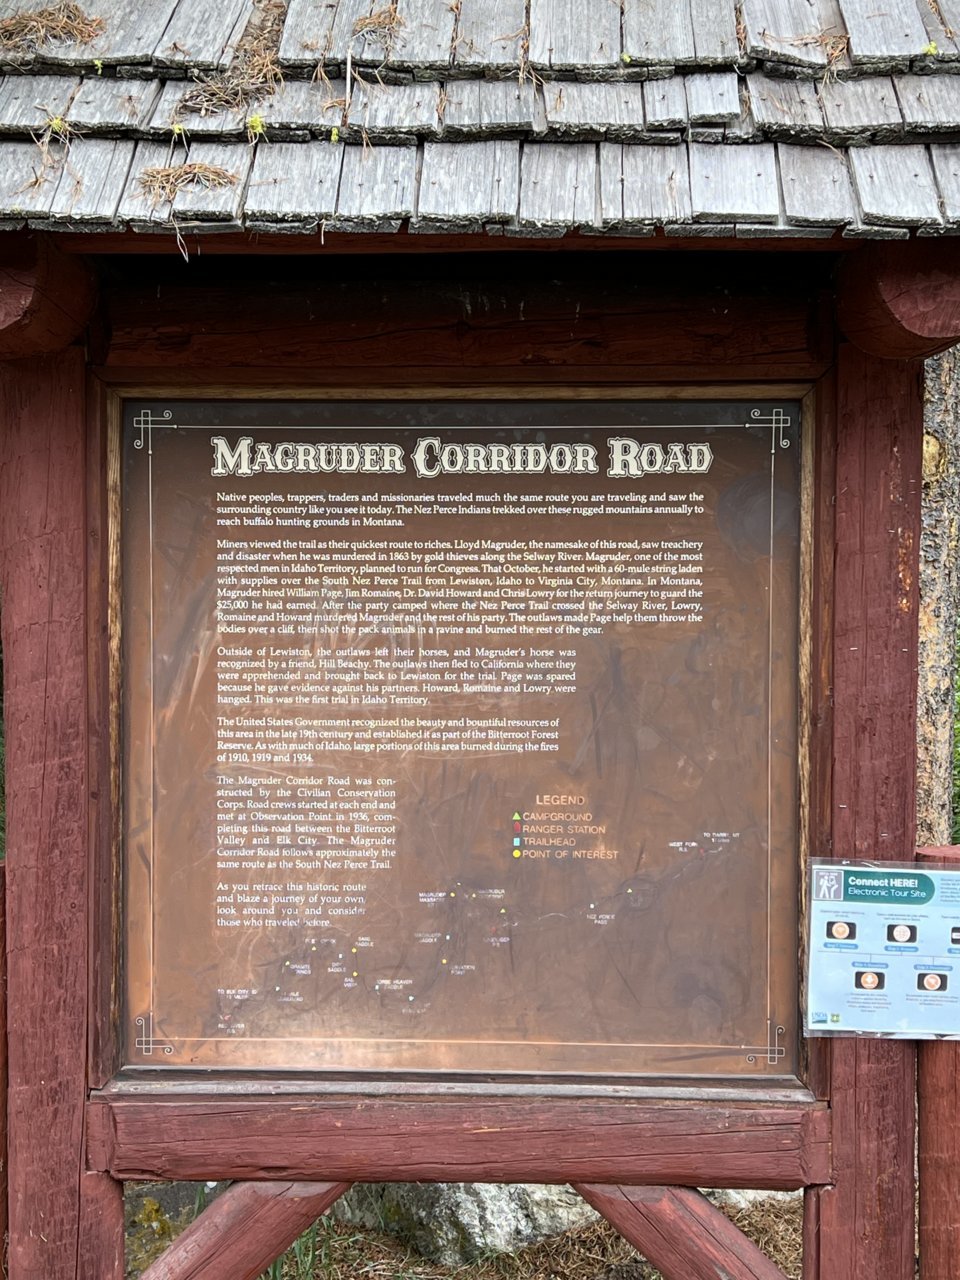 MAGRUDER CORRIDOR ROAD
Native peoples, trappers, traders and missionaries traveled much the same route you are traveling and saw the
surrounding country like you see it today. The Nez Perce Indians trekked over these rugged mountains annually to
reach buffalo hunting grounds in Montana.
Miners viewed the trail as their quickest route to riches. Lloyd Magruder, the namesake of this road, saw treachery
and disaster when he was murdered in 1863 by gold thieves along the Selway River. Magruder, one of the most
respected men in Idaho Territory, planned to run for Congress. That October, he started with a 60-mule string laden
with supplies over the South Nez Perce Trail from Lewiston, Idaho to Virginia City, Montana. In Montana,
Magruder hired William Page, Jim Romaine, Dr. David Howard and Chris Lowry for the return journey to guard the
$25,000 he had earned. After the party camped where the Nez Perce Trail crossed the Selway River, Lowry,
Romaine and Howard murdered Magruder and the rest of his party. The outlaws made Page help them throw the
bodies over a cliff, then shot the pack animals in a ravine and burned the rest of the gear.
Outside of Lewiston, the outlaws left their horses, and Magruder's horse was
recognized by a friend, Hill Beachy. The outlaws then fled to California where they
were apprehended and brought back to Lewiston for the trial. Page was spared
because he gave evidence against his partners. Howard, Romaine and Lowry were
hanged. This was the first trial in Idaho Territory.
The United States Government recognized the beauty and bountiful resources of
this area in the late 19th century and established it as part of the Bitterroot Forest
Reserve. As with much of Idaho, large portions of this area burned during the fires
of 1910, 1919 and 1934.
The Magruder Corridor Road was con-
structed by the Civilian Conservation
Corps. Road crews started at each end and
met at Observation Point in 1936, com-
pleting this road between the Bitterroot
Valley and Elk City. The Magruder
Corridor Road follows approximately the
same route as the South Nez Perce Trail.
As you retrace this historic route
and blaze a journey of your own,
look around you and consider
those who traveled before.
LEGEND
CAMPGROUND
RANGER STATION
TRAILHEAD
POINT OF INTEREST
WEST FORK
R.S.
NEZ PERCE
PASS
MAGRUDER
SADDLE
HORSE HEAVEN
SADDLE
Connect HERE!
Electronic Tour Site
USDA